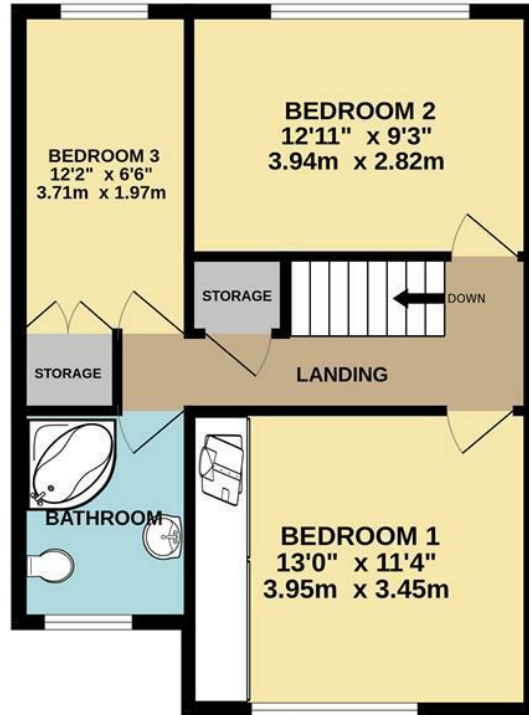 BEDROOM 2
12'11" x 9'3"
3.94m x 2.82m
BEDROOM 3
12'2" x 6'6"
3.71m x 1.97m
STORAGE
DOWN
STORAGE
LANDING
BATHROOM
BEDROOM 1
13'0" x 11'4"
3.95m x 3.45m